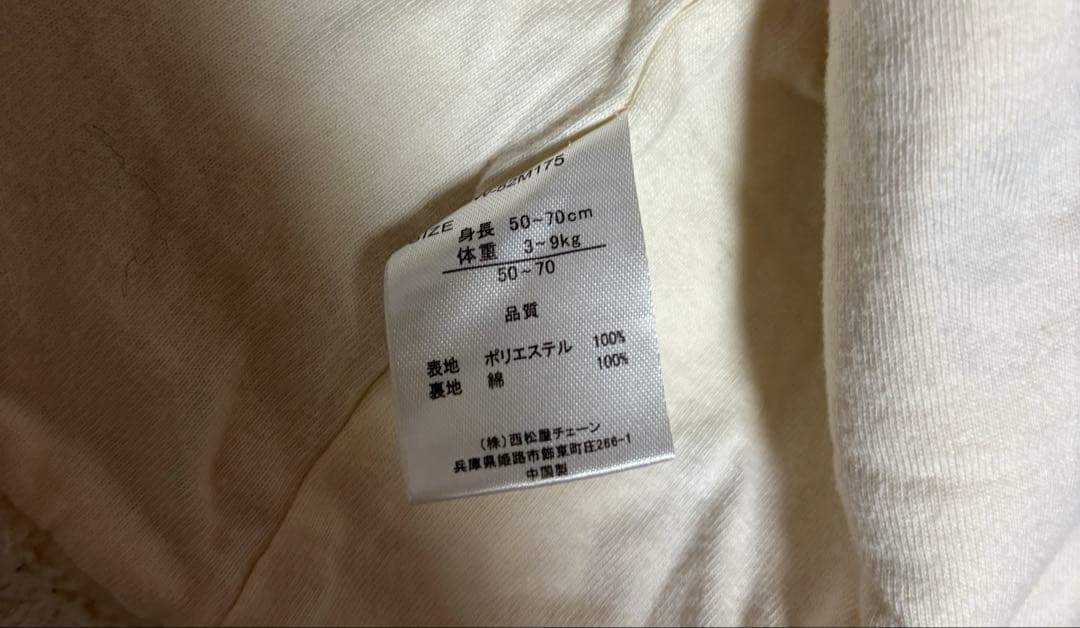 SIZE
身長 50~70cm
体重 3~9kg
50~70
品質
表地 ポリエステル 100%
裏地 綿 100%
(株)西松屋チェーン
兵庫県姫路市飾東町庄266-1
中国製